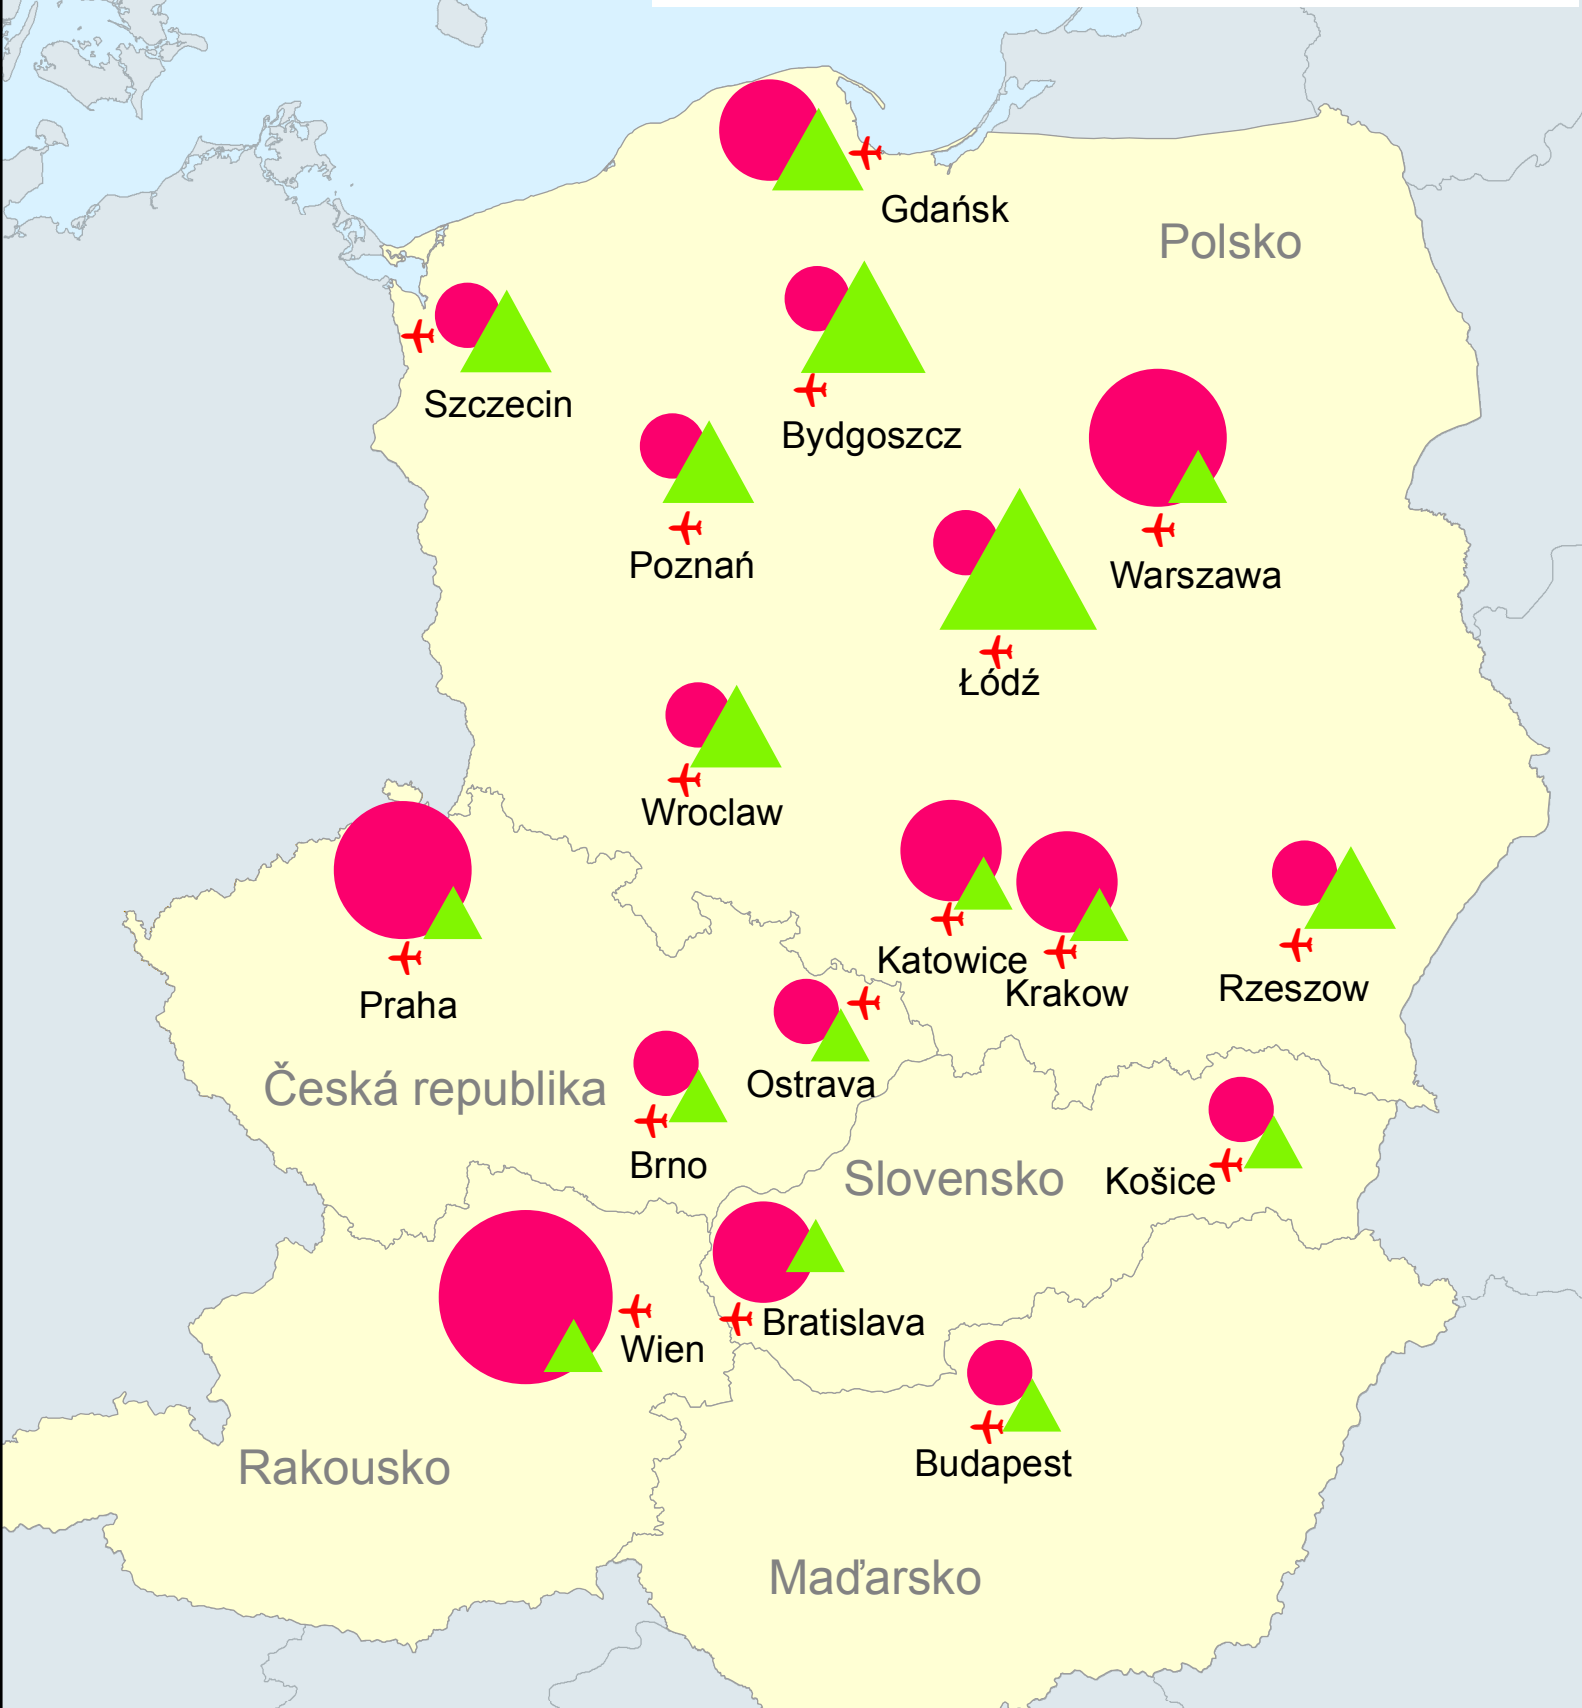 Gdańsk
Polsko
Szczecin
Bydgoszcz
Poznań
Warszawa
Łódź
Wroclaw
Katowice
Krakow
Rzeszow
Praha
Česká republika
Ostrava
Brno
Slovensko
Košice
Bratislava
Wien
Rakousko
Budapest
Maďarsko